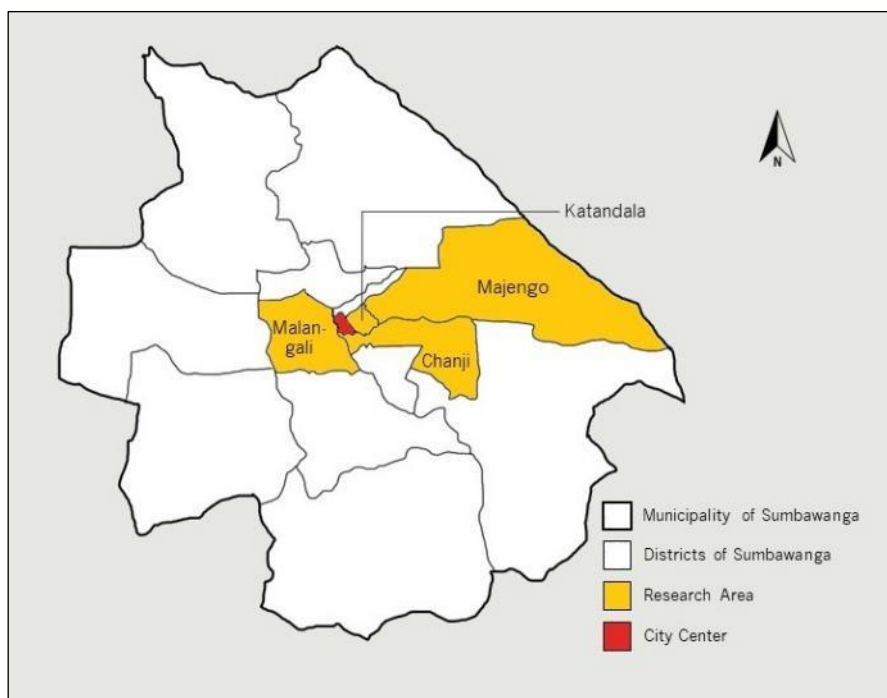 N
Katandala
Majengo
Malan-
gali
Chanji
Municipality of Sumbawanga
Districts of Sumbawanga
Research Area
City Center